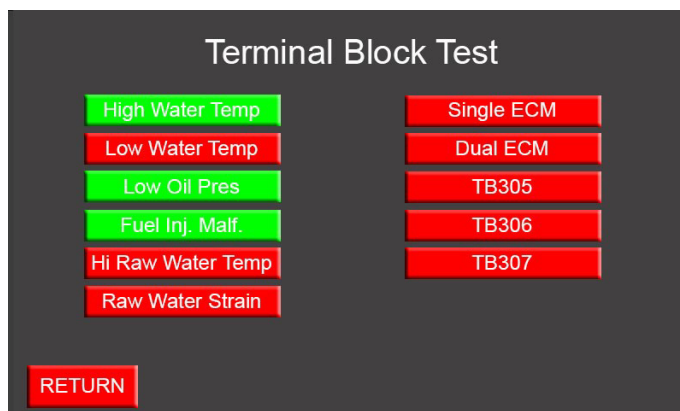 Terminal Block Test
High Water Temp
Low Water Temp
Low Oil Pres
Fuel Inj. Malf.
Hi Raw Water Temp
Raw Water Strain
Single ECM
Dual ECM
TB305
TB306
TB307
RETURN